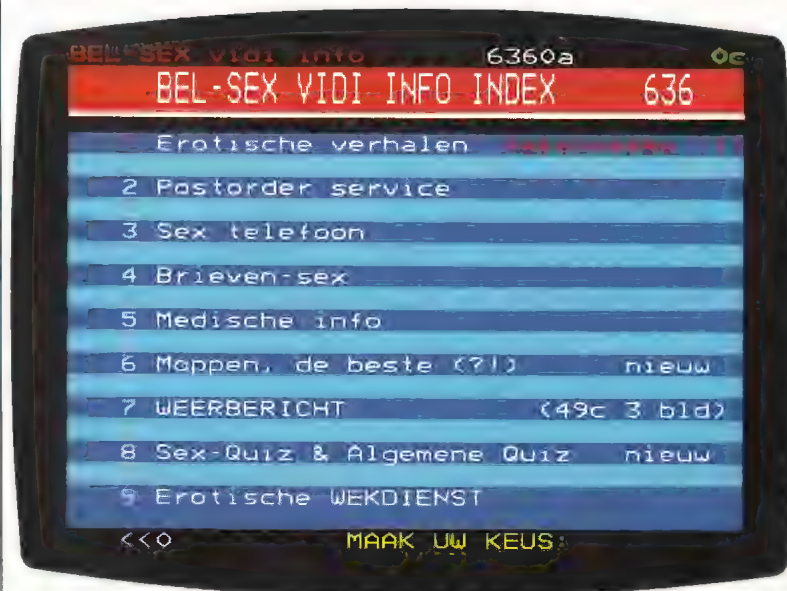 BEL-SEX vidi info 6360a 0c
BEL-SEX VIDI INFO INDEX 636
Erotische verhalen
2 Postorder service
3 Sex telefoon
4 Brieven-sex
5 Medische info
6 Moppen, de beste (?!) nieuw
7 WEERBERICHT (49c 3 bld)
8 Sex-Quiz & Algemene Quiz nieuw
9 Erotische WEKDIENST
<<0 MAAK UW KEUS: